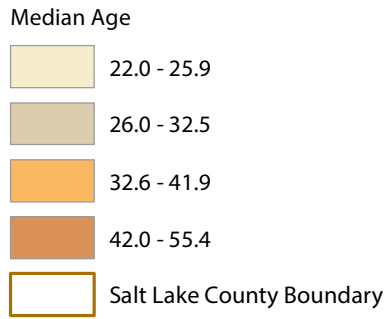 Median Age
22.0 - 25.9
26.0 - 32.5
32.6 - 41.9
42.0 - 55.4
Salt Lake County Boundary